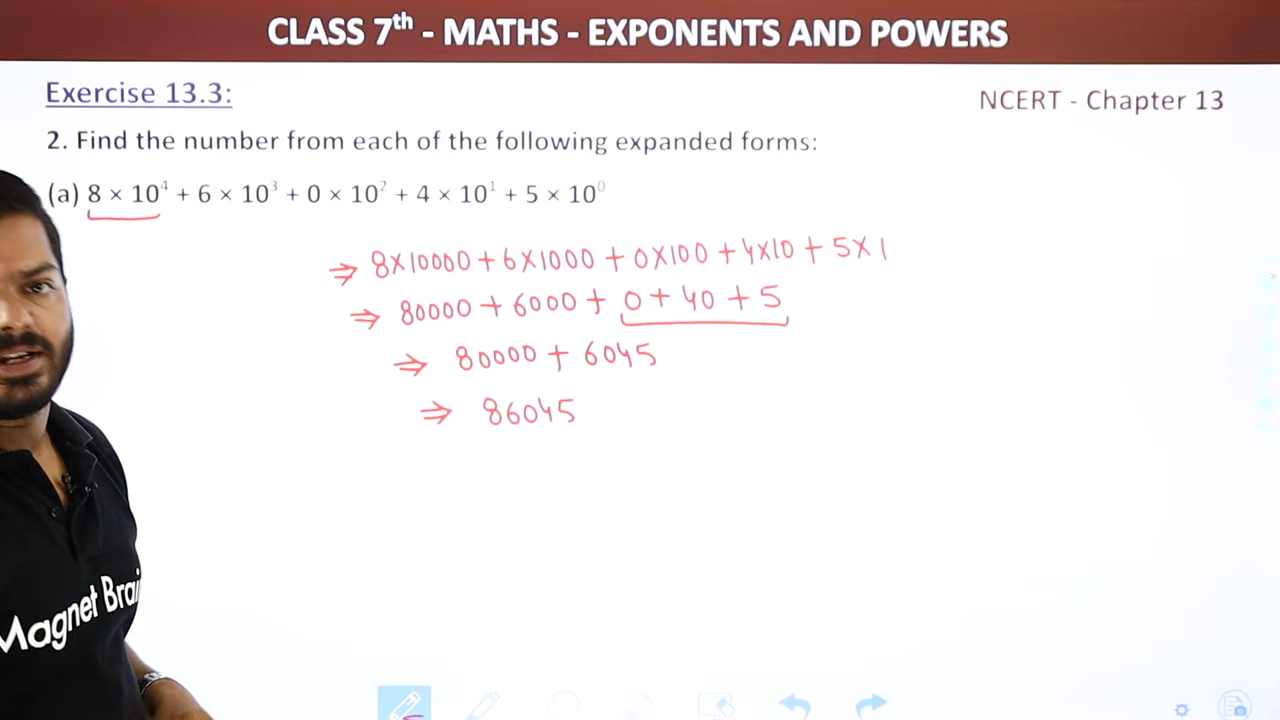 CLASS 7th - MATHS - EXPONENTS AND POWERS
Exercise 13.3:
NCERT - Chapter 13
2. Find the number from each of the following expanded forms:
(a) 8 × 10⁴ + 6 × 10³ + 0 × 10² + 4 × 10¹ + 5 × 10⁰
⇒ 8×10000 + 6×1000 + 0×100 + 4×10 + 5×1
⇒ 80000 + 6000 + 0 + 40 + 5
⇒ 80000 + 6045
⇒ 86045
Magnet Brai